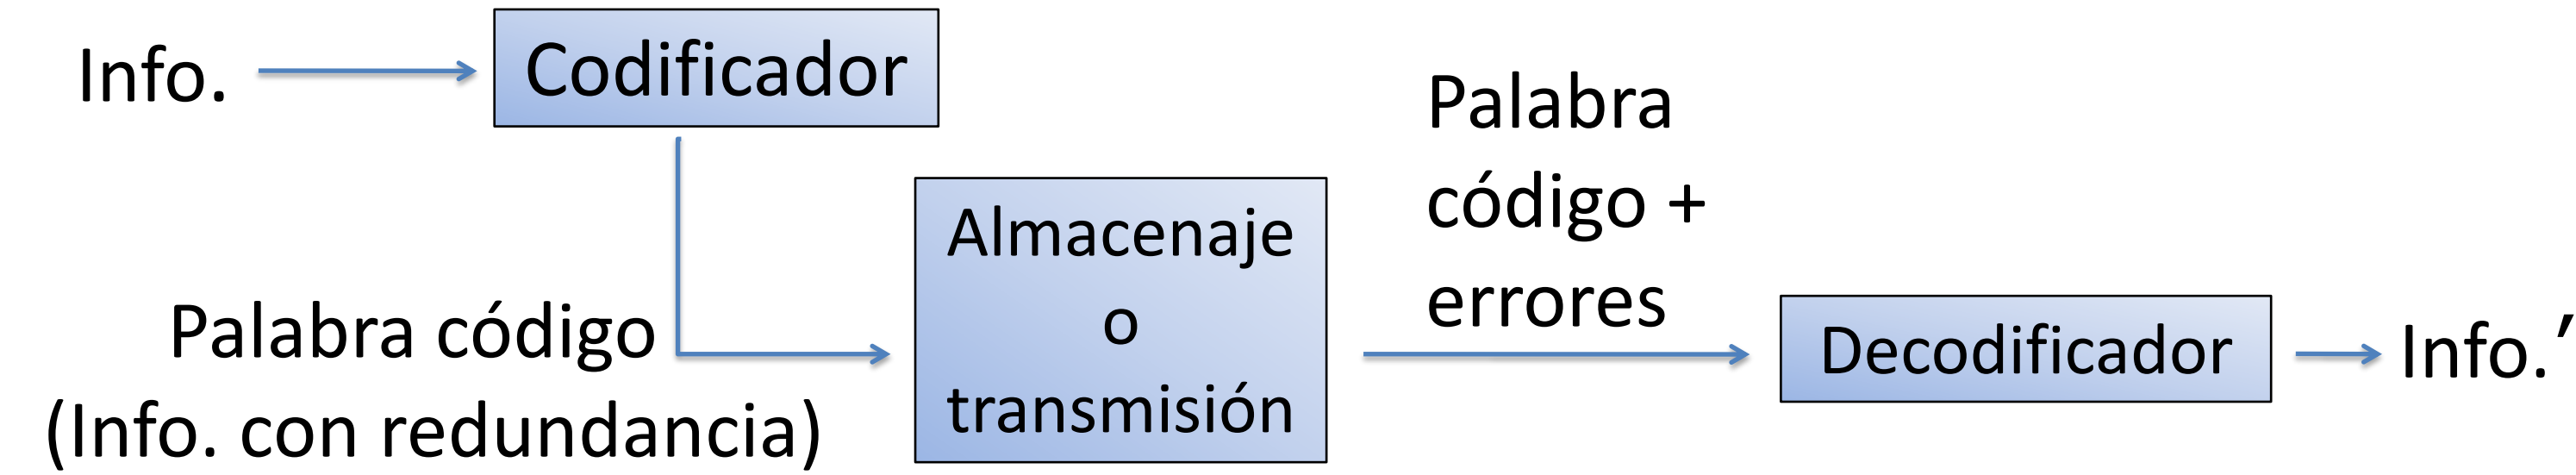 Info.
Codificador
Palabra código
(Info. con redundancia)
Almacenaje
o
transmisión
Palabra
código +
errores
Decodificador
Info.’